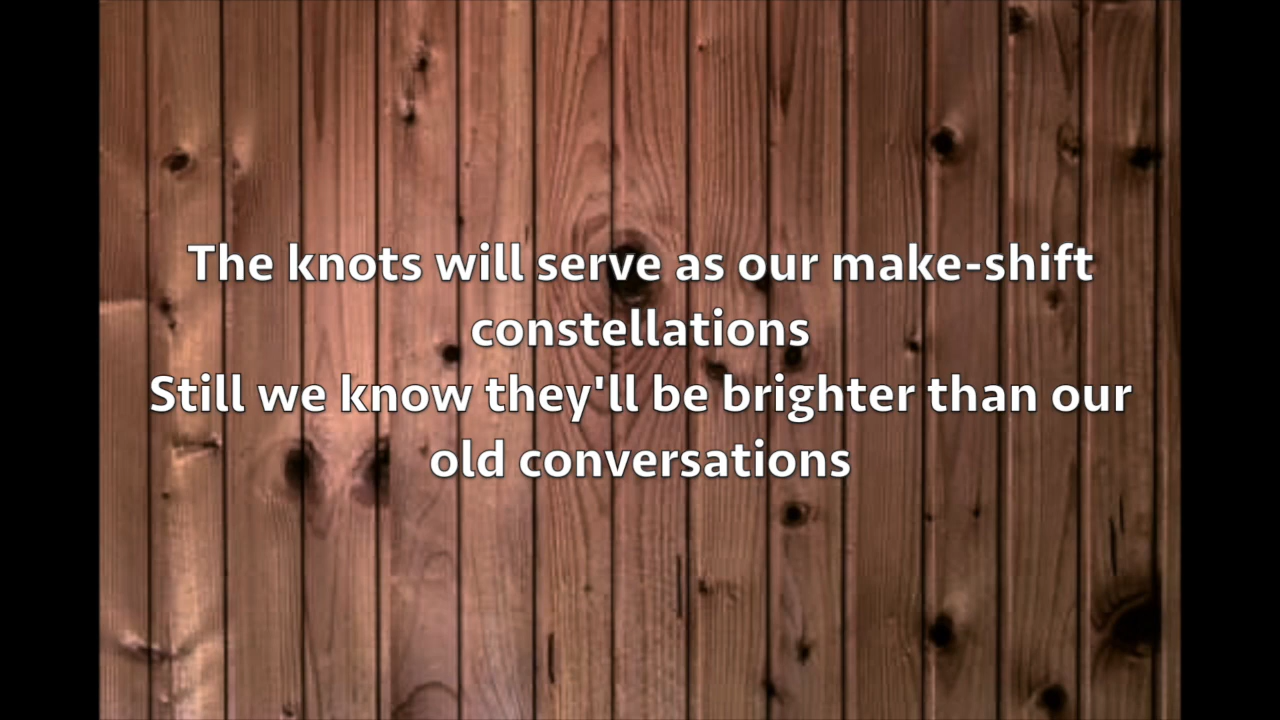 The knots will serve as our make-shift
constellations
Still we know they'll be brighter than our
old conversations